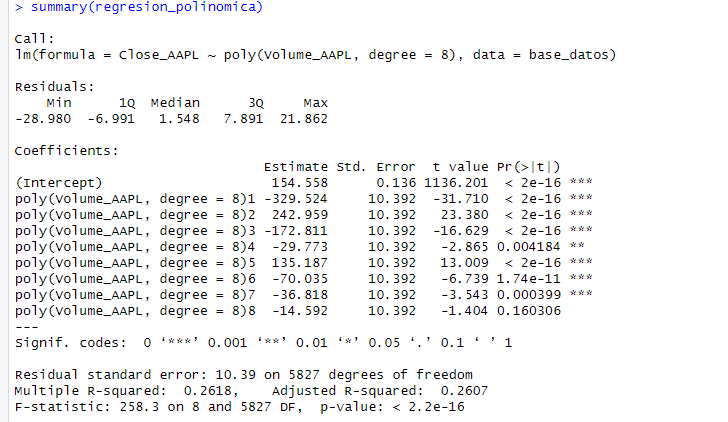 > summary(regresion_polinomica)
Call:
lm(formula = Close_AAPL ~ poly(Volume_AAPL, degree = 8), data = base_datos)
Residuals:
    Min      1Q  Median      3Q     Max
-28.980  -6.991   1.548   7.891  21.862
Coefficients:
                               Estimate Std. Error  t value Pr(>|t|)
(Intercept)                     154.558      0.136 1136.201  < 2e-16 ***
poly(Volume_AAPL, degree = 8)1 -329.524     10.392  -31.710  < 2e-16 ***
poly(Volume_AAPL, degree = 8)2  242.959     10.392   23.380  < 2e-16 ***
poly(Volume_AAPL, degree = 8)3 -172.811     10.392  -16.629  < 2e-16 ***
poly(Volume_AAPL, degree = 8)4  -29.773     10.392   -2.865 0.004184 **
poly(Volume_AAPL, degree = 8)5  135.187     10.392   13.009  < 2e-16 ***
poly(Volume_AAPL, degree = 8)6  -70.035     10.392   -6.739 1.74e-11 ***
poly(Volume_AAPL, degree = 8)7  -36.818     10.392   -3.543 0.000399 ***
poly(Volume_AAPL, degree = 8)8  -14.592     10.392   -1.404 0.160306
---
Signif. codes:  0 ‘***’ 0.001 ‘**’ 0.01 ‘*’ 0.05 ‘.’ 0.1 ‘ ’ 1
Residual standard error: 10.39 on 5827 degrees of freedom
Multiple R-squared:  0.2618,	Adjusted R-squared:  0.2607
F-statistic: 258.3 on 8 and 5827 DF,  p-value: < 2.2e-16